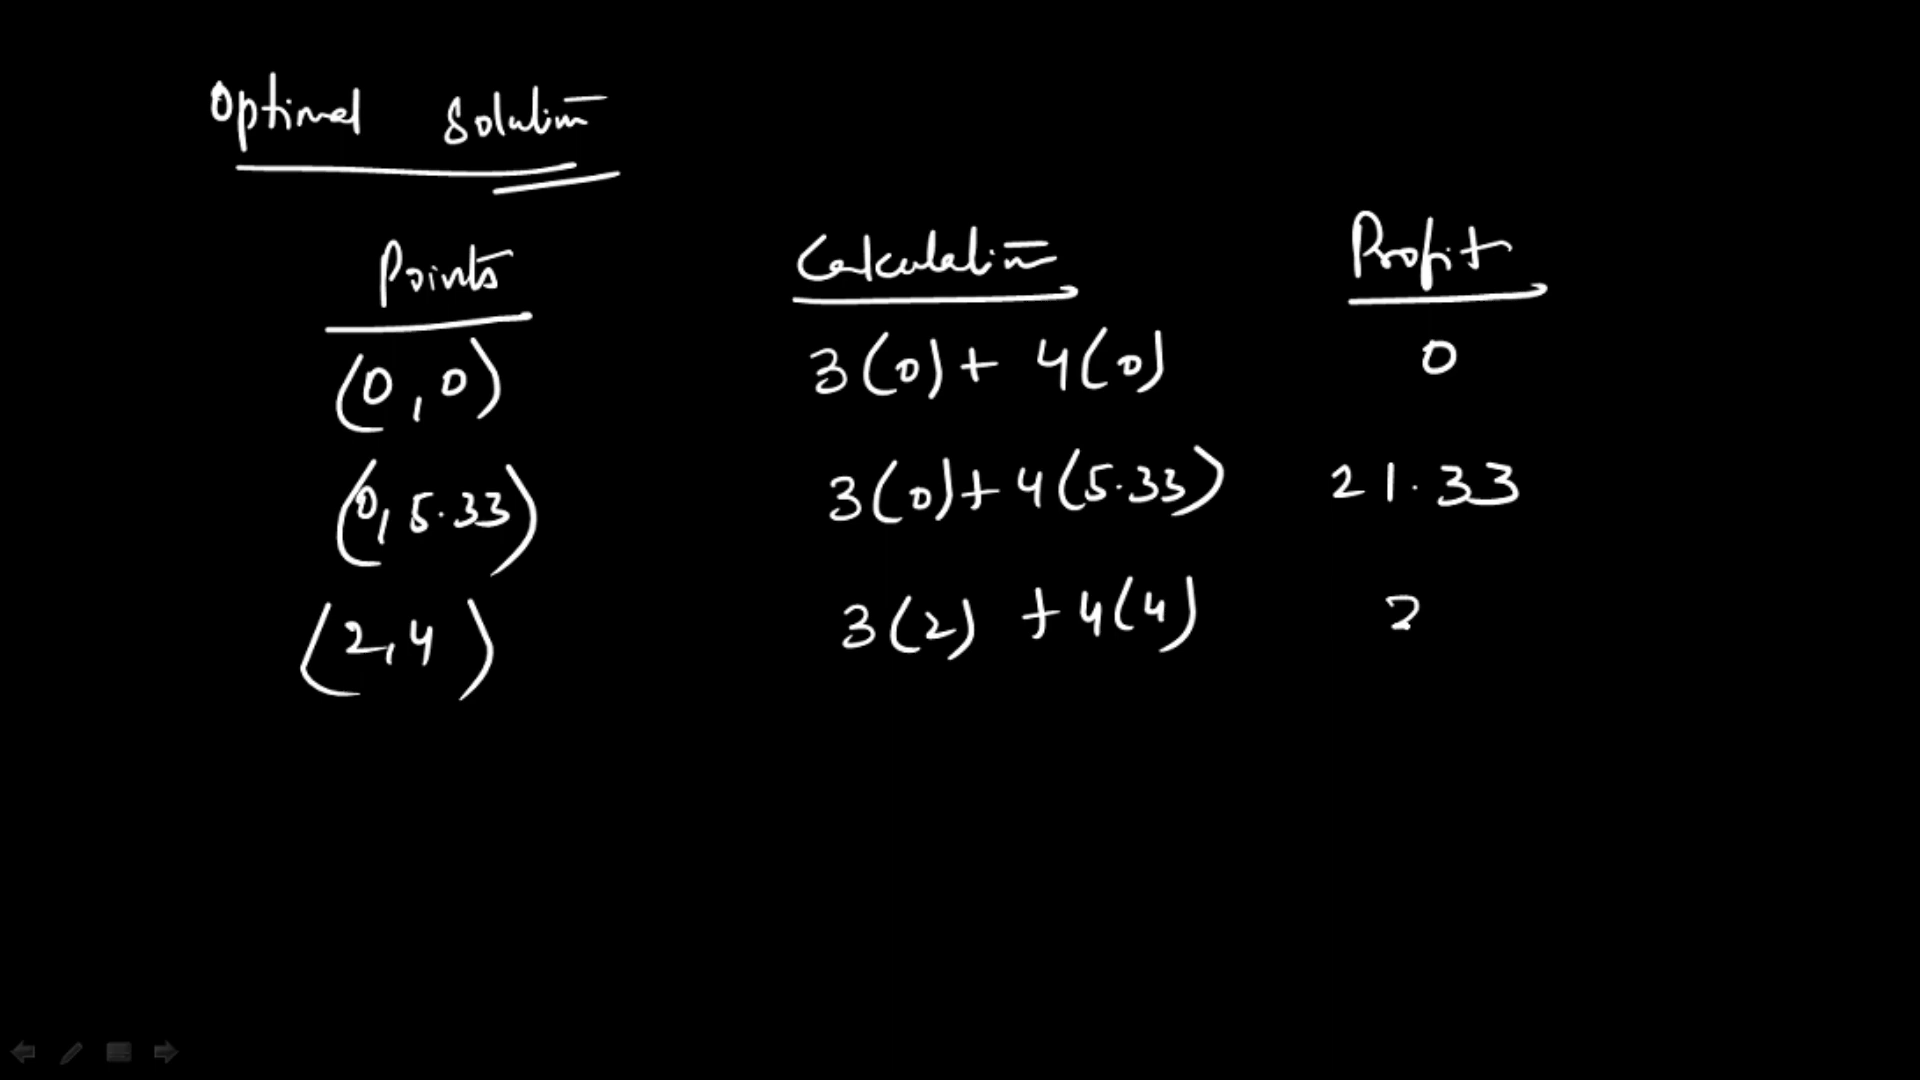 Optimal Solution
Points Calculation Profit
(0,0) 3(0)+ 4(0) 0
(0,5.33) 3(0)+4(5.33) 21.33
(2,4) 3(2) +4(4) 2